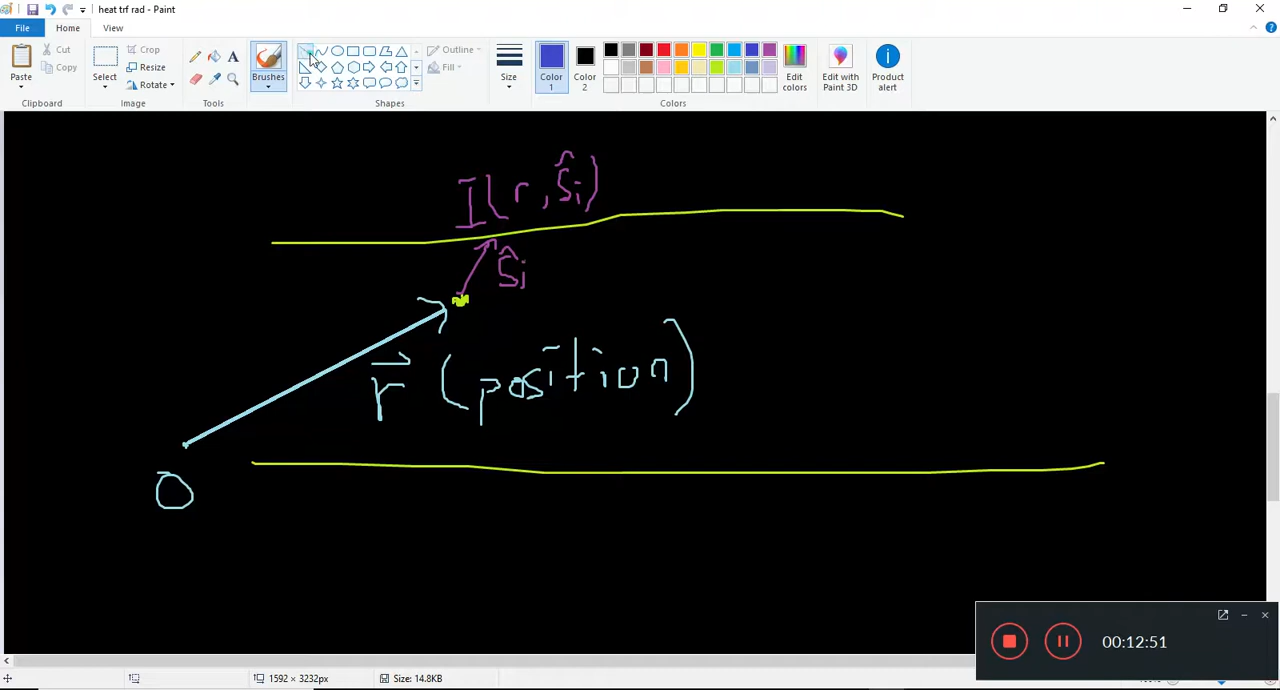 heat trf rad - Paint
File Home View
Paste Cut Copy
Clipboard
Select Crop Resize Rotate
Image
Tools
Brushes
Outline Fill
Shapes
Size
Color 1
Color 2
Edit colors
Colors
Edit with Paint 3D
Product alert
I(r, ŝi)
ŝi
r⃗ (position)
O
00:12:51
1592 × 3232px
Size: 14.8KB